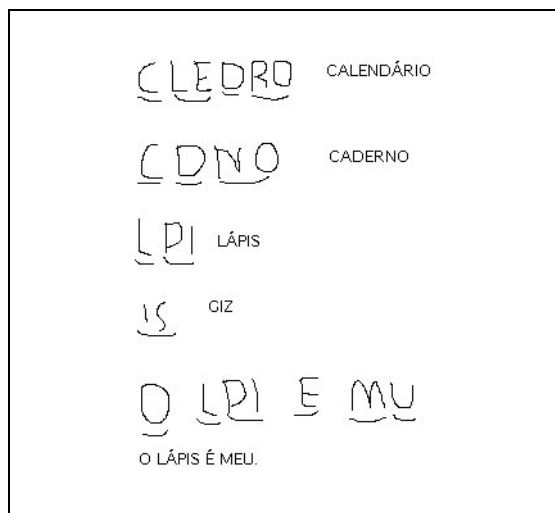 CLEDRO CALENDÁRIO
CDNO CADERNO
LPI LÁPIS
IS GIZ
O LPI E MU
O LÁPIS É MEU.